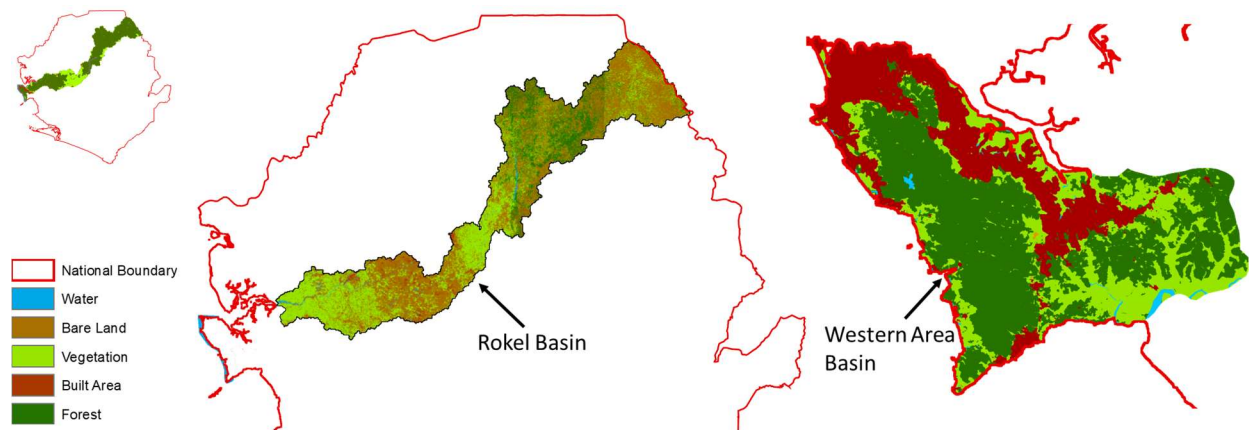 National Boundary
Water
Bare Land
Vegetation
Built Area
Forest
Rokel Basin
Western Area
Basin